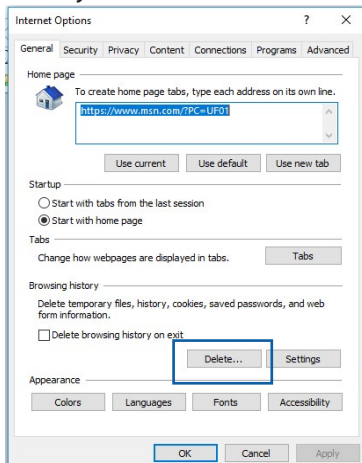 Internet Options
? X
General Security Privacy Content Connections Programs Advanced
Home page
To create home page tabs, type each address on its own line.
https://www.msn.com/?PC=UF01
Use current Use default Use new tab
Startup
Start with tabs from the last session
Start with home page
Tabs
Change how webpages are displayed in tabs. Tabs
Browsing history
Delete temporary files, history, cookies, saved passwords, and web
form information.
Delete browsing history on exit
Delete... Settings
Appearance
Colors Languages Fonts Accessibility
OK Cancel Apply